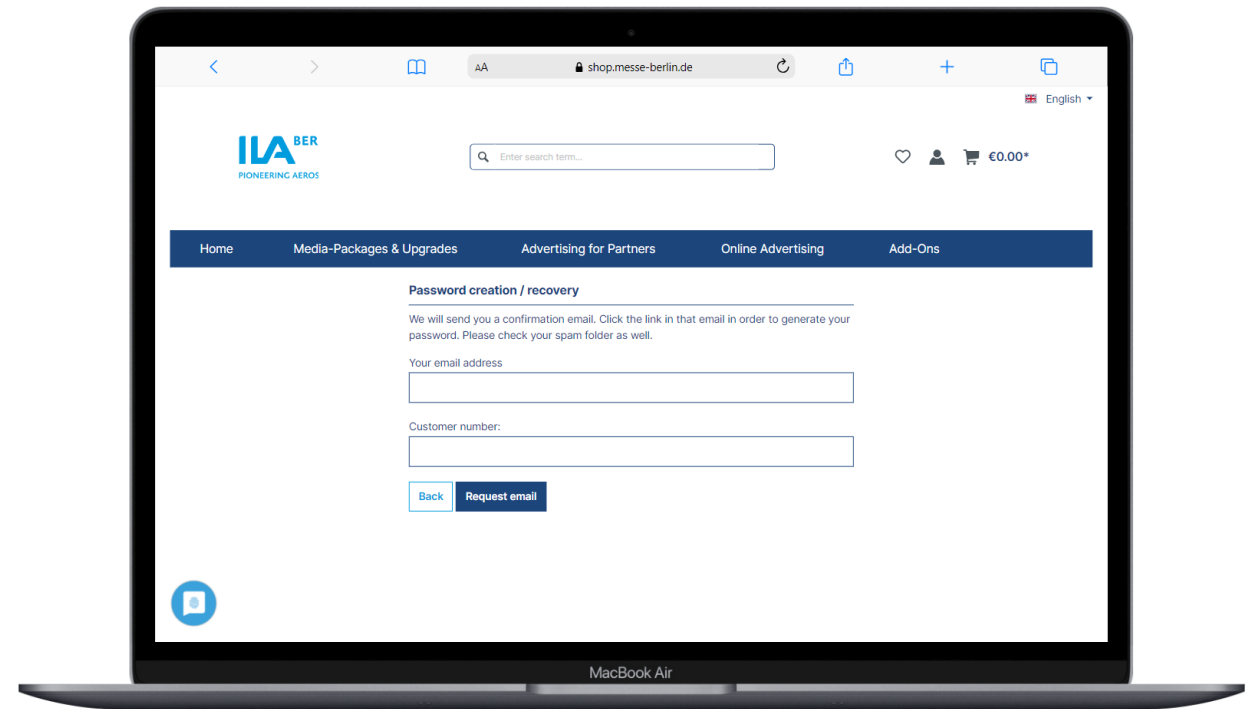 AA
shop.messe-berlin.de
English
ILA BER
PIONEERING AEROS
Enter search term...
€0.00*
Home
Media-Packages & Upgrades
Advertising for Partners
Online Advertising
Add-Ons
Password creation / recovery
We will send you a confirmation email. Click the link in that email in order to generate your
password. Please check your spam folder as well.
Your email address
Customer number:
Back
Request email
MacBook Air